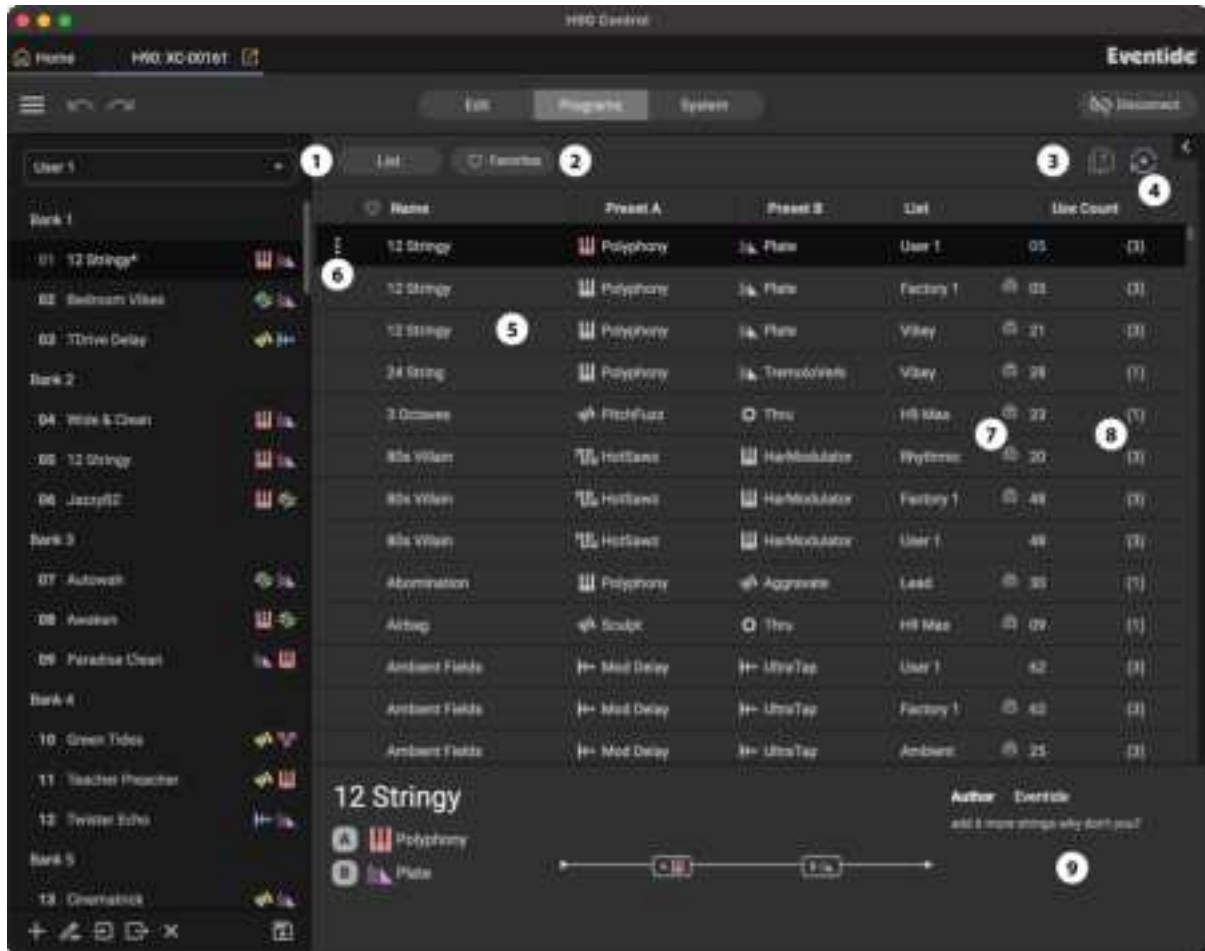 H90 Control
Home H90: XC-00161 Eventide
Edit Programs System Disconnect
User 1
1 List Favorites 2 3
4
Name Preset A Preset B List Use Count
Bank 1
01 12 Stringy*
02 Bedroom Vibes
03 TDrive Delay
Bank 2
04 Wide & Clean
05 12 Stringy
06 JazzyBZ
Bank 3
07 Autowah
08 Awaken
09 Paradise Clean
Bank 4
10 Green Tides
11 Teacher Preacher
12 Twister Echo
Bank 5
13 Cinematrick
12 Stringy Polyphony Plate User 1 05 (3)
6
12 Stringy Polyphony Plate Factory 1 05 (3)
12 Stringy 5 Polyphony Plate Vibey 21 (3)
24 String Polyphony TremoloVerb Vibey 28 (1)
3 Octaves PitchFuzz Thru H9 Max 33 (1)
7 8
80s Villain HotSawz HarModulator Rhythmic 20 (3)
80s Villain HotSawz HarModulator Factory 1 48 (3)
80s Villain HotSawz HarModulator User 1 48 (3)
Abomination Polyphony Aggravate Lead 30 (1)
Airbag Sculpt Thru H9 Max 09 (1)
Ambient Fields Mod Delay UltraTap User 1 62 (3)
Ambient Fields Mod Delay UltraTap Factory 1 62 (3)
Ambient Fields Mod Delay UltraTap Ambient 25 (3)
12 Stringy
A Polyphony
B Plate
A B
Author Eventide
add 6 more strings why don't you?
9